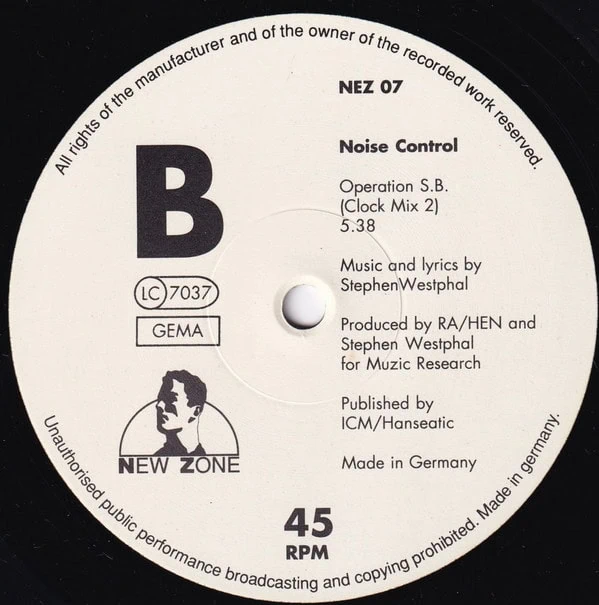 All rights of the manufacturer and of the owner of the recorded work reserved.
NEZ 07
B
Noise Control
Operation S.B.
(Clock Mix 2)
5.38
LC 7037
GEMA
Music and lyrics by
StephenWestphal
Produced by RA/HEN and
Stephen Westphal
for Muzic Research
Published by
ICM/Hanseatic
NEW ZONE
Made in Germany
45
RPM
Unauthorised public performance broadcasting and copying prohibited. Made in germany.